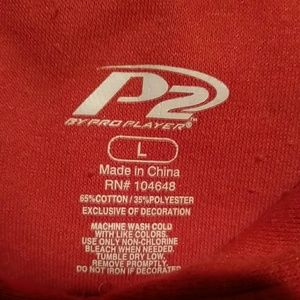 P2™
BY PRO PLAYER®
L
Made in China
RN# 104648
65%COTTON / 35%POLYESTER
EXCLUSIVE OF DECORATION
MACHINE WASH COLD
WITH LIKE COLORS.
USE ONLY NON-CHLORINE
BLEACH WHEN NEEDED.
TUMBLE DRY LOW.
REMOVE PROMPTLY.
DO NOT IRON IF DECORATED